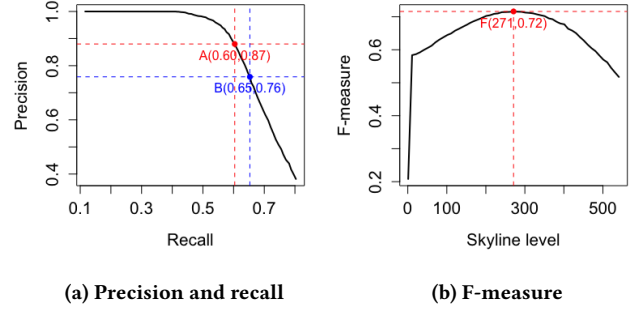 Precision
1.0
0.8
0.6
0.4
A(0.60,0.87)
B(0.65,0.76)
0.1 0.3 0.5 0.7
Recall
(a) Precision and recall
F-measure
0.6
0.4
0.2
F(271,0.72)
0 100 300 500
Skyline level
(b) F-measure